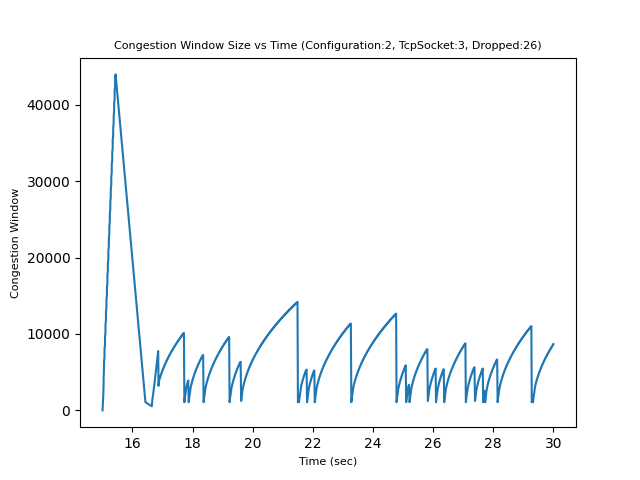 Congestion Window Size vs Time (Configuration:2, TcpSocket:3, Dropped:26)
40000
30000
20000
10000
0
Congestion Window
16 18 20 22 24 26 28 30
Time (sec)